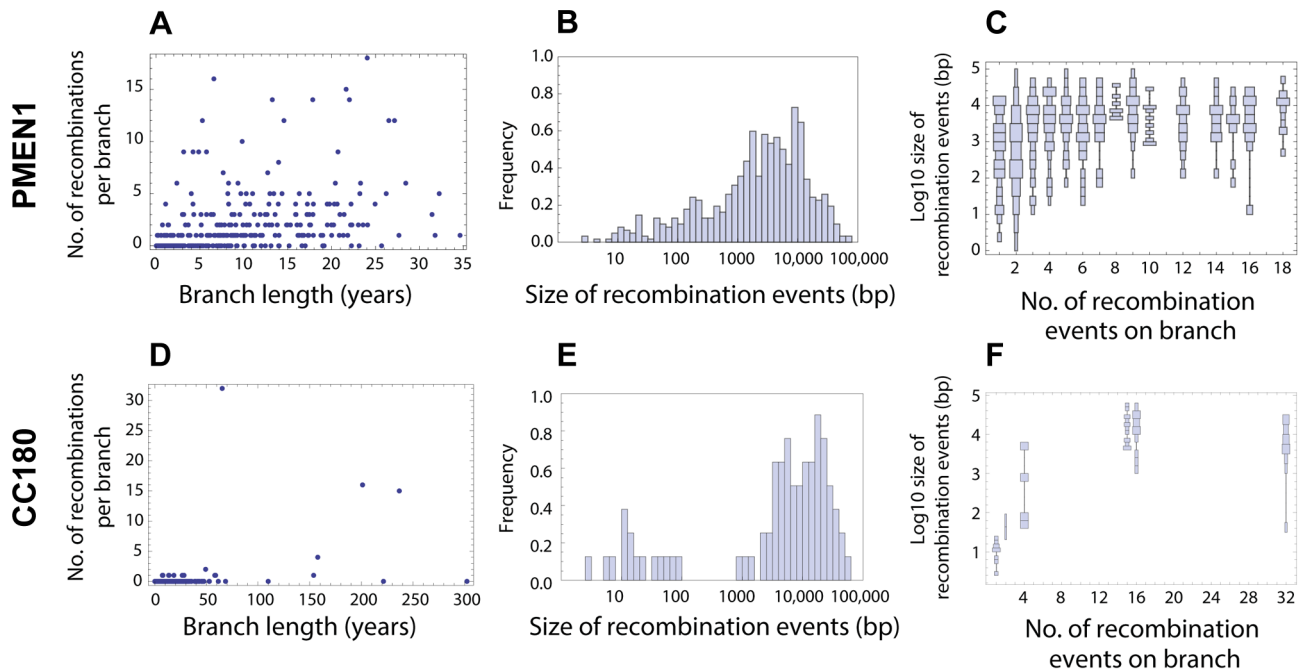 PMEN1
A
No. of recombinations
per branch
15
10
5
0
0 5 10 15 20 25 30 35
Branch length (years)
B
Frequency
1.0
0.8
0.6
0.4
0.2
0.0
10 100 1000 10,000 100,000
Size of recombination events (bp)
C
Log10 size of
recombination events (bp)
5
4
3
2
1
0
2 4 6 8 10 12 14 16 18
No. of recombination
events on branch
CC180
D
No. of recombinations
per branch
30
25
20
15
10
5
0
0 50 100 150 200 250 300
Branch length (years)
E
Frequency
1.0
0.8
0.6
0.4
0.2
0.0
10 100 1000 10,000 100,000
Size of recombination events (bp)
F
Log10 size of
recombination events (bp)
5
4
3
2
1
4 8 12 16 20 24 28 32
No. of recombination
events on branch